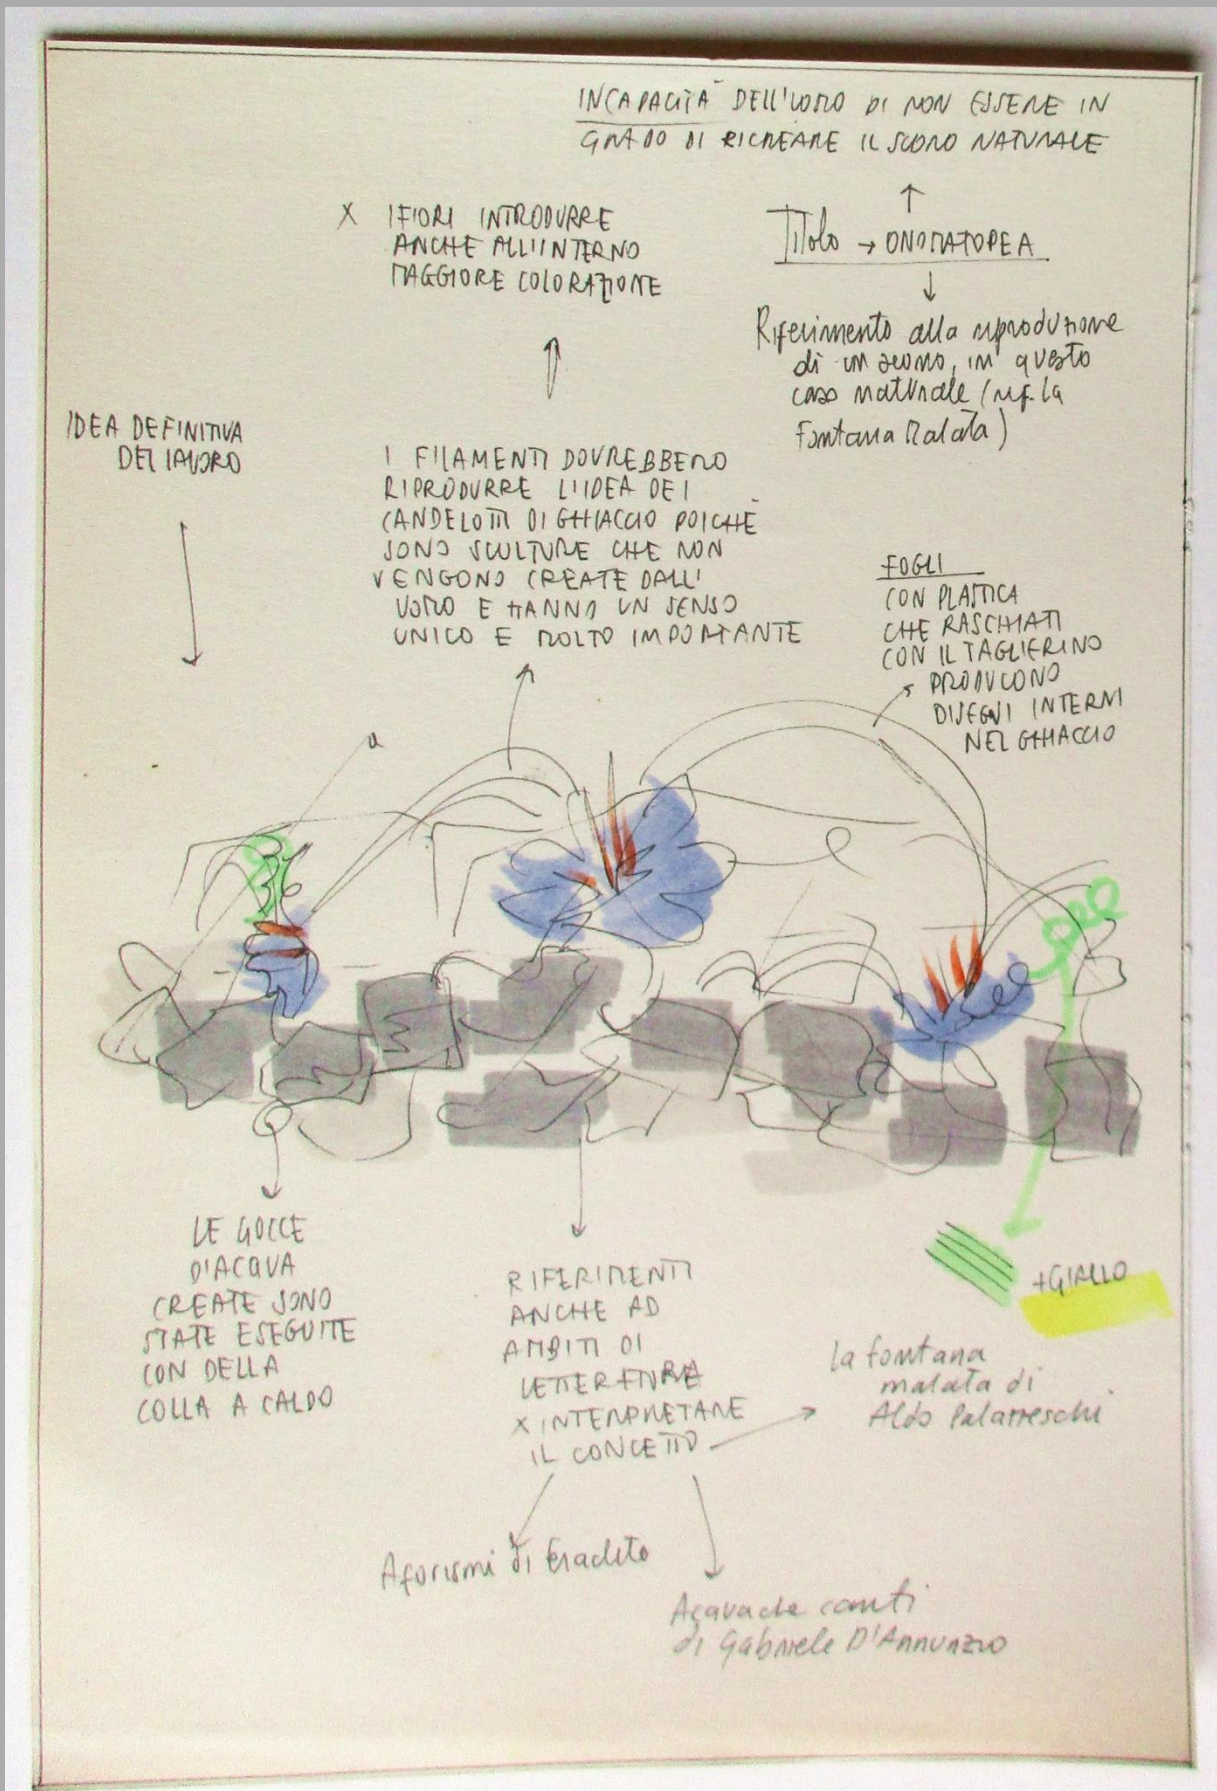 INCAPACITÀ DELL'UOMO DI NON ESSERE IN
GRADO DI RICREARE IL SUONO NATURALE
X I FIORI INTRODURRE
ANCHE ALL'INTERNO
MAGGIORE COLORAZIONE
Titolo → ONOMATOPEA
Riferimento alla riproduzione
di un suono, in questo
caso naturale (rif. la
fontana Malata)
IDEA DEFINITIVA
DEL LAVORO
I FILAMENTI DOVREBBERO
RIPRODURRE L'IDEA DEI
CANDELOTTI DI GHIACCIO POICHÈ
SONO SCULTURE CHE NON
VENGONO CREATE DALL'
UOMO E HANNO UN SENSO
UNICO E MOLTO IMPORTANTE
FOGLI
CON PLASTICA
CHE RASCHIATI
CON IL TAGLIERINO
PRODUCONO
DISEGNI INTERNI
NEL GHIACCIO
LE GOCCE
D'ACQUA
CREATE SONO
STATE ESEGUITE
CON DELLA
COLLA A CALDO
RIFERIMENTI
ANCHE AD
AMBITI DI
LETTERATURA
X INTERPRETARE
IL CONCETTO
+GIALLO
la fontana
malata di
Aldo Palazzeschi
Aforismi di Eraclito
Acqua che canti
di Gabriele D'Annunzio